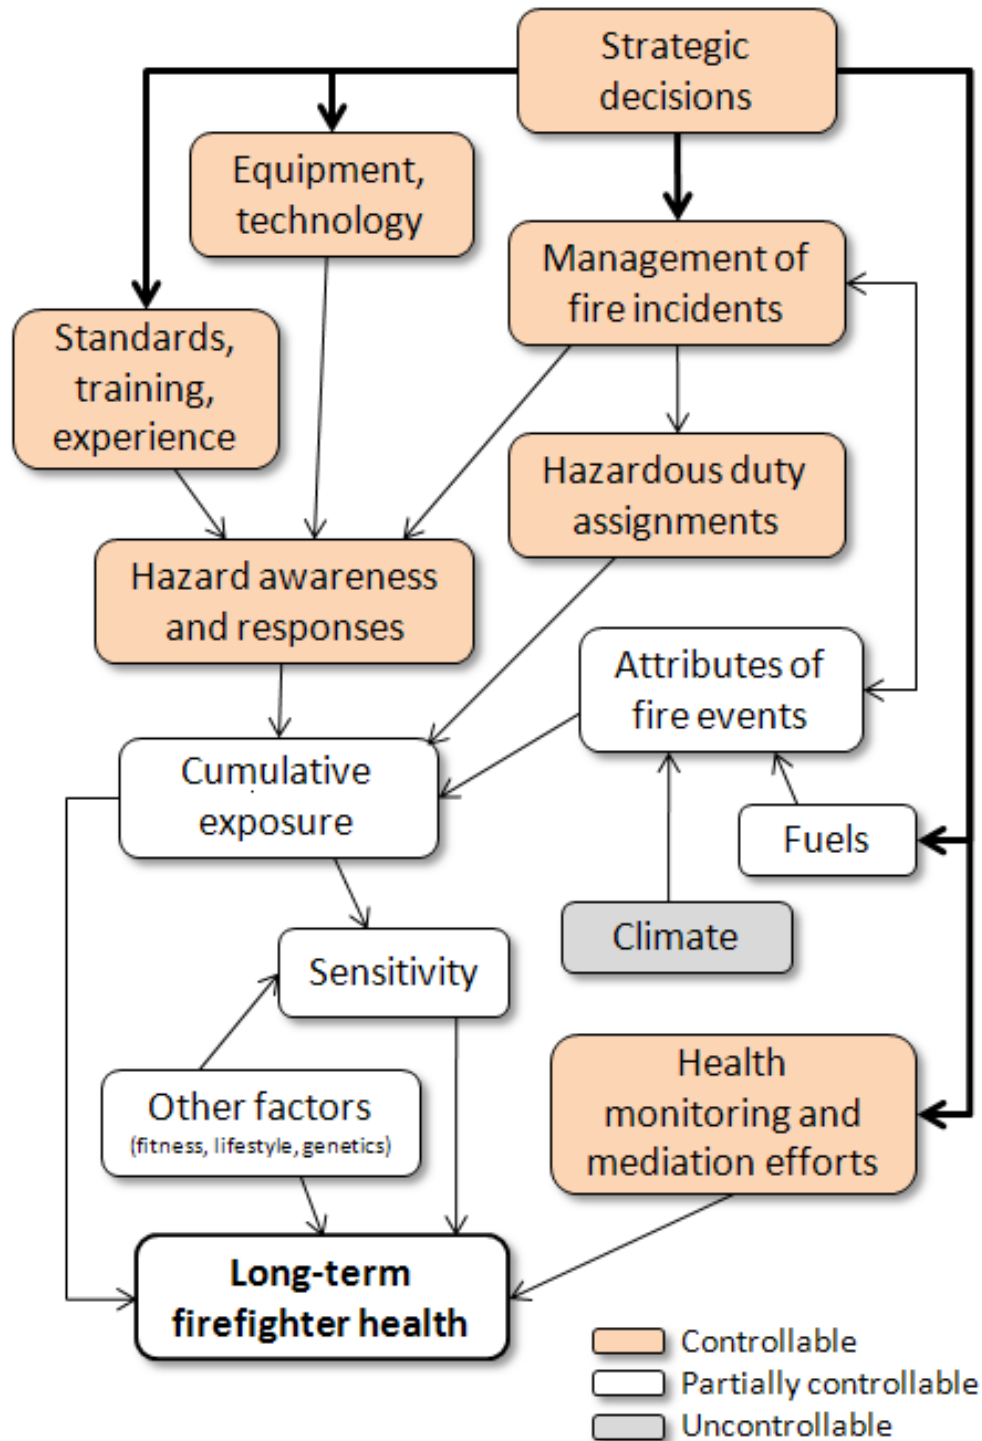 Strategic
decisions
Equipment,
technology
Management of
fire incidents
Standards,
training,
experience
Hazardous duty
assignments
Hazard awareness
and responses
Attributes of
fire events
Cumulative
exposure
Fuels
Climate
Sensitivity
Health
monitoring and
mediation efforts
Other factors
(fitness, lifestyle, genetics)
Long-term
firefighter health
Controllable
Partially controllable
Uncontrollable